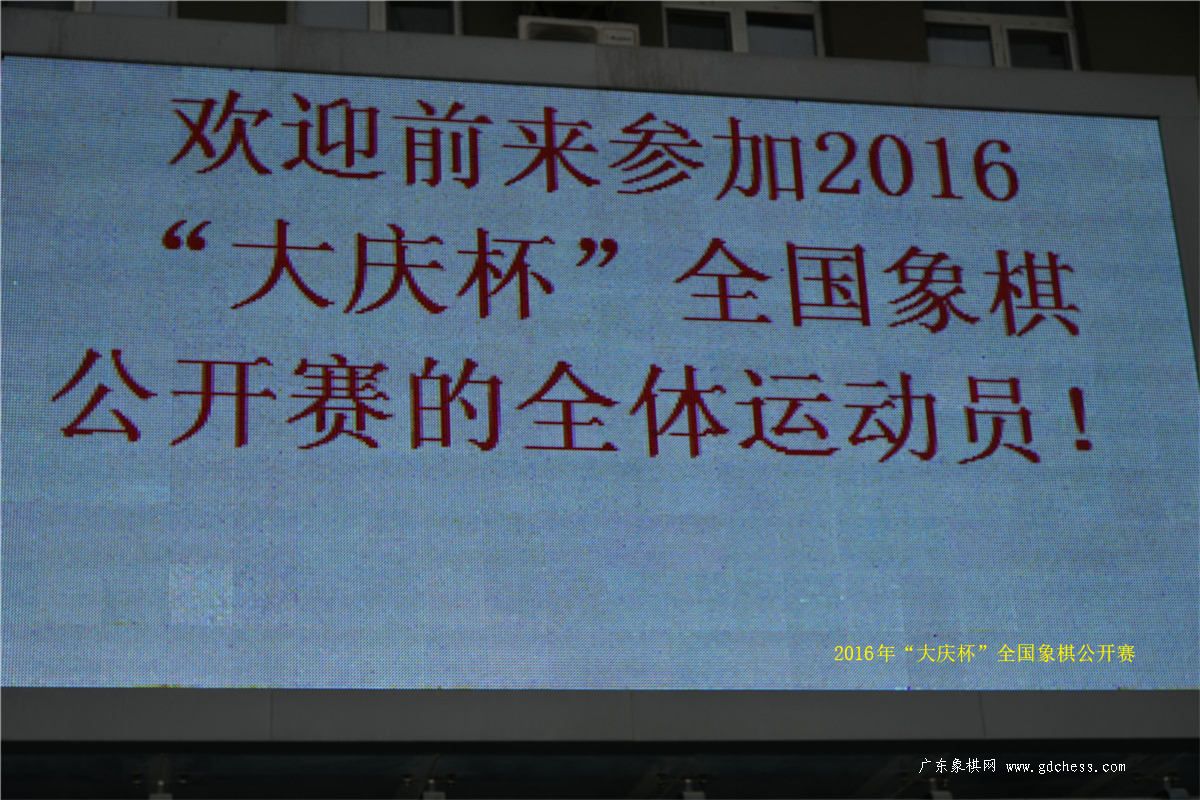 欢迎前来参加2016
“大庆杯”全国象棋
公开赛的全体运动员！
2016年“大庆杯”全国象棋公开赛
广东象棋网 www.gdchess.com